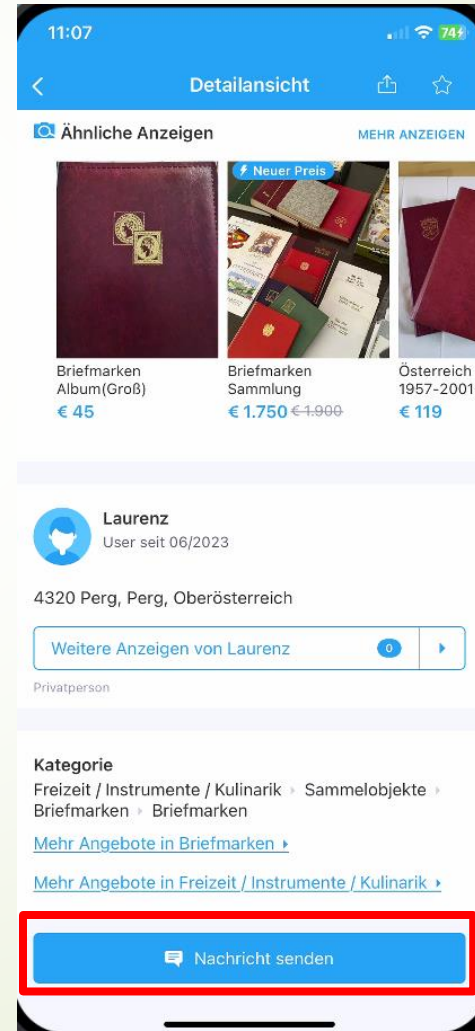 11:07
74
Detailansicht
Ähnliche Anzeigen
MEHR ANZEIGEN
Neuer Preis
Briefmarken
Album(Groß)
€ 45
Briefmarken
Sammlung
€ 1.750 € 1.900
Österreich
1957-2001
€ 119
Laurenz
User seit 06/2023
4320 Perg, Perg, Oberösterreich
Weitere Anzeigen von Laurenz 0
Privatperson
Kategorie
Freizeit / Instrumente / Kulinarik Sammelobjekte
Briefmarken Briefmarken
Mehr Angebote in Briefmarken
Mehr Angebote in Freizeit / Instrumente / Kulinarik
Nachricht senden